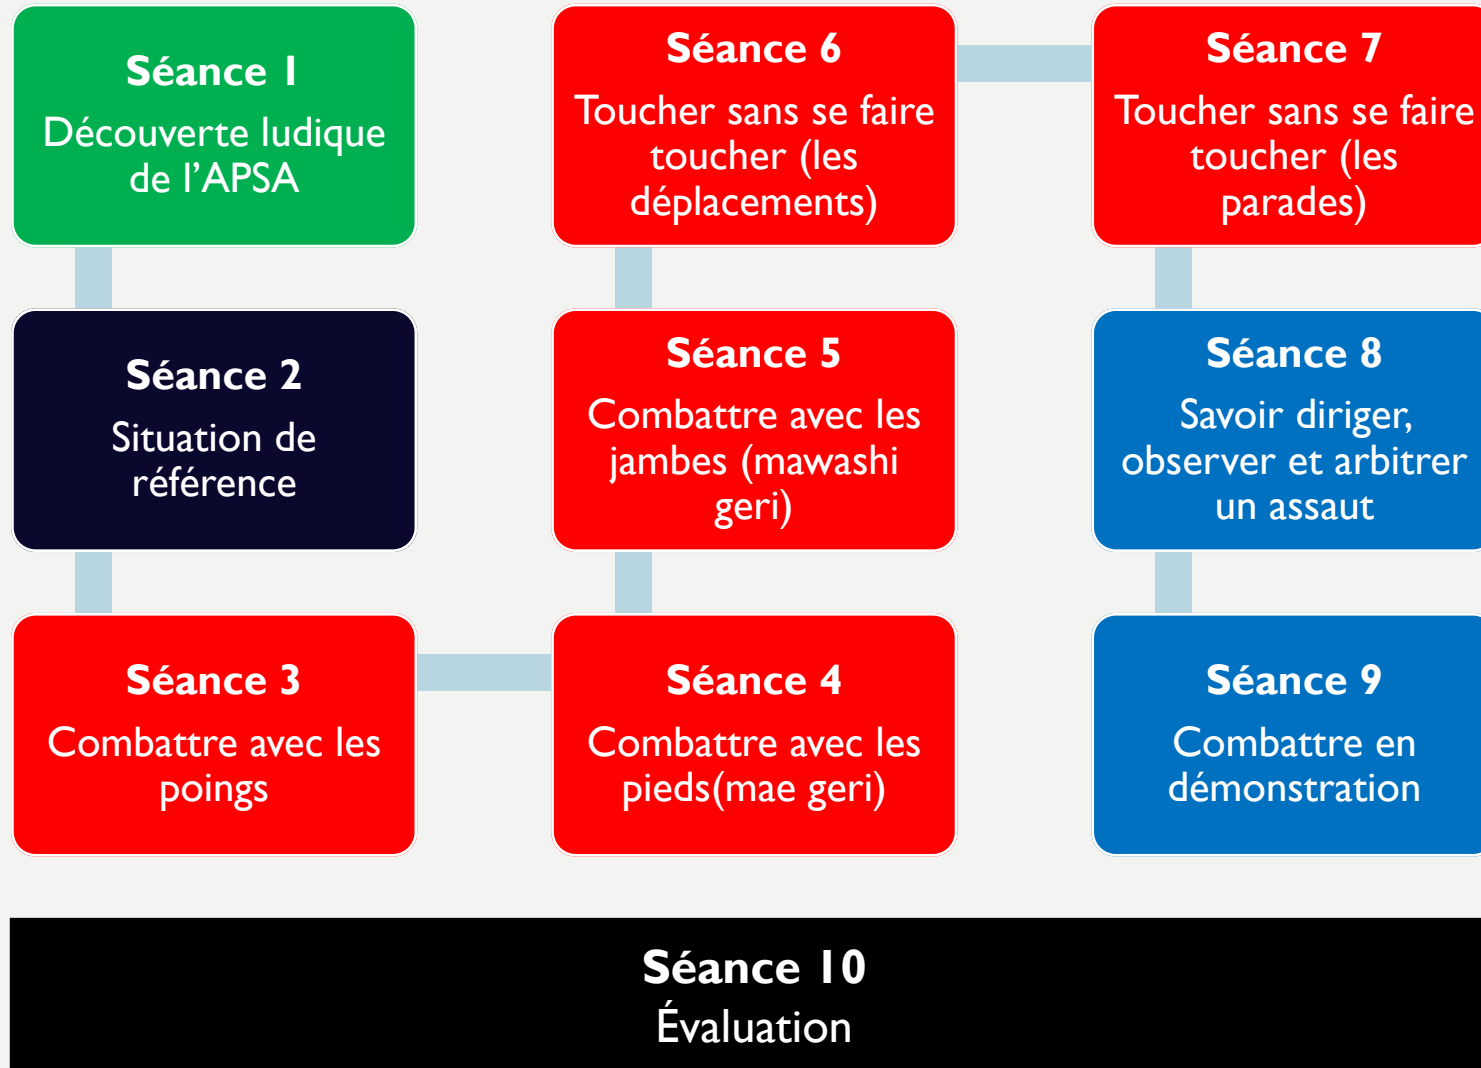 Séance 1
Découverte ludique
de l'APSA
Séance 2
Situation de
référence
Séance 3
Combattre avec les
poings
Séance 4
Combattre avec les
pieds(mae geri)
Séance 5
Combattre avec les
jambes (mawashi
geri)
Séance 6
Toucher sans se faire
toucher (les
déplacements)
Séance 7
Toucher sans se faire
toucher (les
parades)
Séance 8
Savoir diriger,
observer et arbitrer
un assaut
Séance 9
Combattre en
démonstration
Séance 10
Évaluation